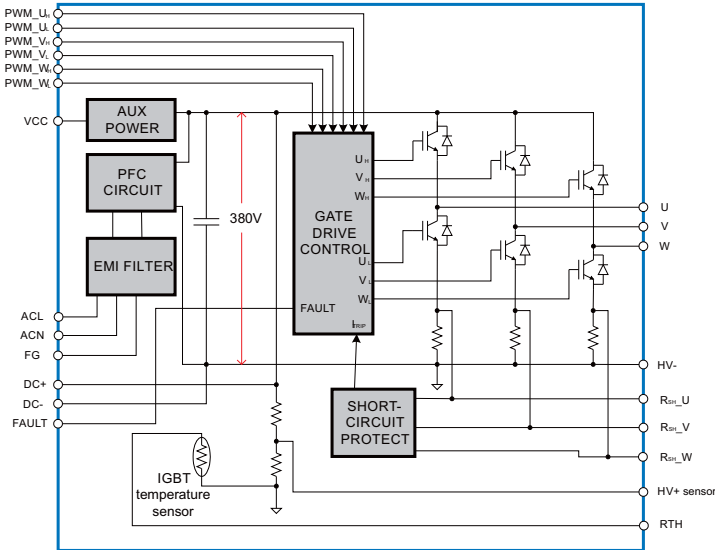 PWM_UH
PWM_UL
PWM_VH
PWM_VL
PWM_WH
PWM_WL
VCC
AUX
POWER
PFC
CIRCUIT
EMI FILTER
380V
GATE
DRIVE
CONTROL
UH
VH
WH
UL
VL
WL
FAULT
ITRIP
U
V
W
ACL
ACN
FG
DC+
DC-
FAULT
SHORT-
CIRCUIT
PROTECT
HV-
RSH_U
RSH_V
RSH_W
HV+ sensor
RTH
IGBT
temperature
sensor